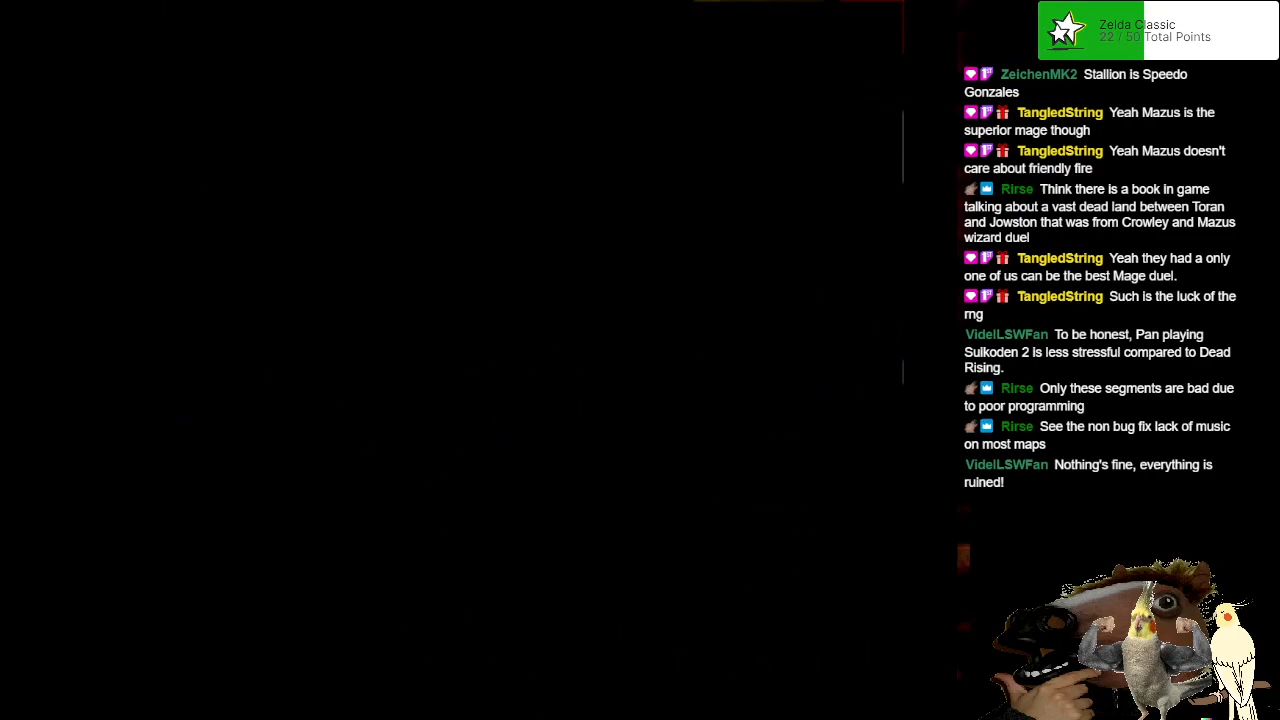 Zelda Classic
22 / 50 Total Points
ZeichenMK2 Stallion is Speedo
Gonzales
TangledString Yeah Mazus is the
superior mage though
TangledString Yeah Mazus doesn't
care about friendly fire
Rirse Think there is a book in game
talking about a vast dead land between Toran
and Jowston that was from Crowley and Mazus
wizard duel
TangledString Yeah they had a only
one of us can be the best Mage duel.
TangledString Such is the luck of the
rng
VidelLSWFan To be honest, Pan playing
Suikoden 2 is less stressful compared to Dead
Rising.
Rirse Only these segments are bad due
to poor programming
Rirse See the non bug fix lack of music
on most maps
VidelLSWFan Nothing's fine, everything is
ruined!